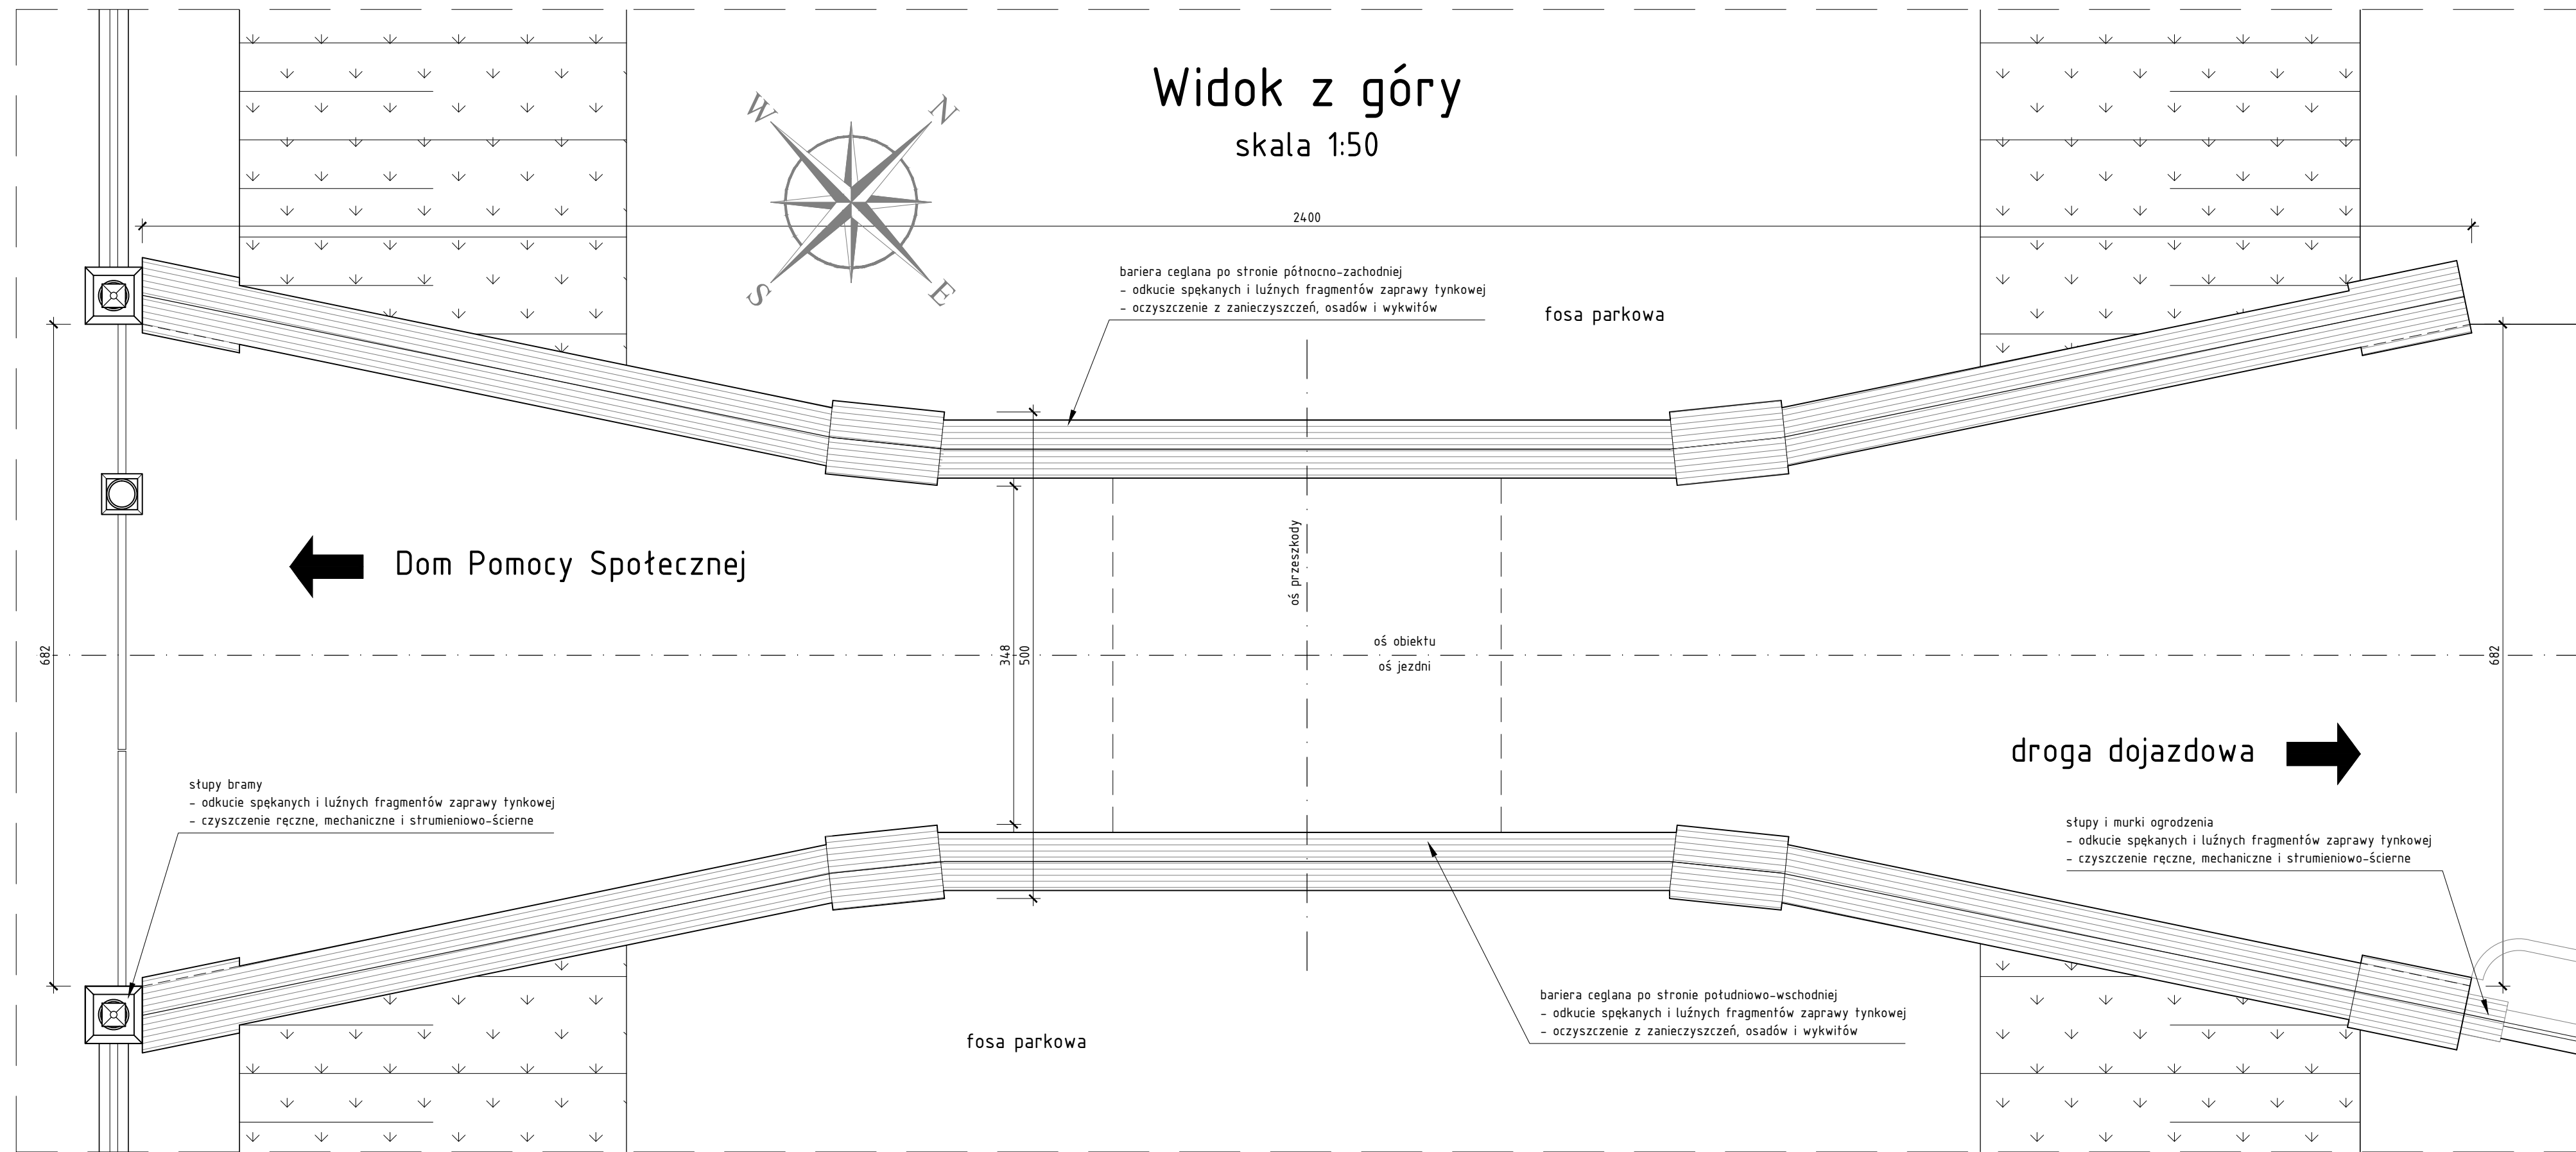 Widok z góry
skala 1:50
W
N
S
E
2400
bariera ceglana po stronie północno-zachodniej
- odkucie spękanych i luźnych fragmentów zaprawy tynkowej
- oczyszczenie z zanieczyszczeń, osadów i wykwitów
fosa parkowa
oś przeszkody
Dom Pomocy Społecznej
oś obiektu
oś jezdni
682
348
500
682
droga dojazdowa
słupy bramy
- odkucie spękanych i luźnych fragmentów zaprawy tynkowej
- czyszczenie ręczne, mechaniczne i strumieniowo-ścierne
słupy i murki ogrodzenia
- odkucie spękanych i luźnych fragmentów zaprawy tynkowej
- czyszczenie ręczne, mechaniczne i strumieniowo-ścierne
bariera ceglana po stronie południowo-wschodniej
- odkucie spękanych i luźnych fragmentów zaprawy tynkowej
- oczyszczenie z zanieczyszczeń, osadów i wykwitów
fosa parkowa